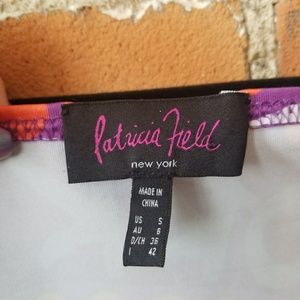 Patricia Field
new york
MADE IN
CHINA
US S
AU 6
D/CH 36
I 42